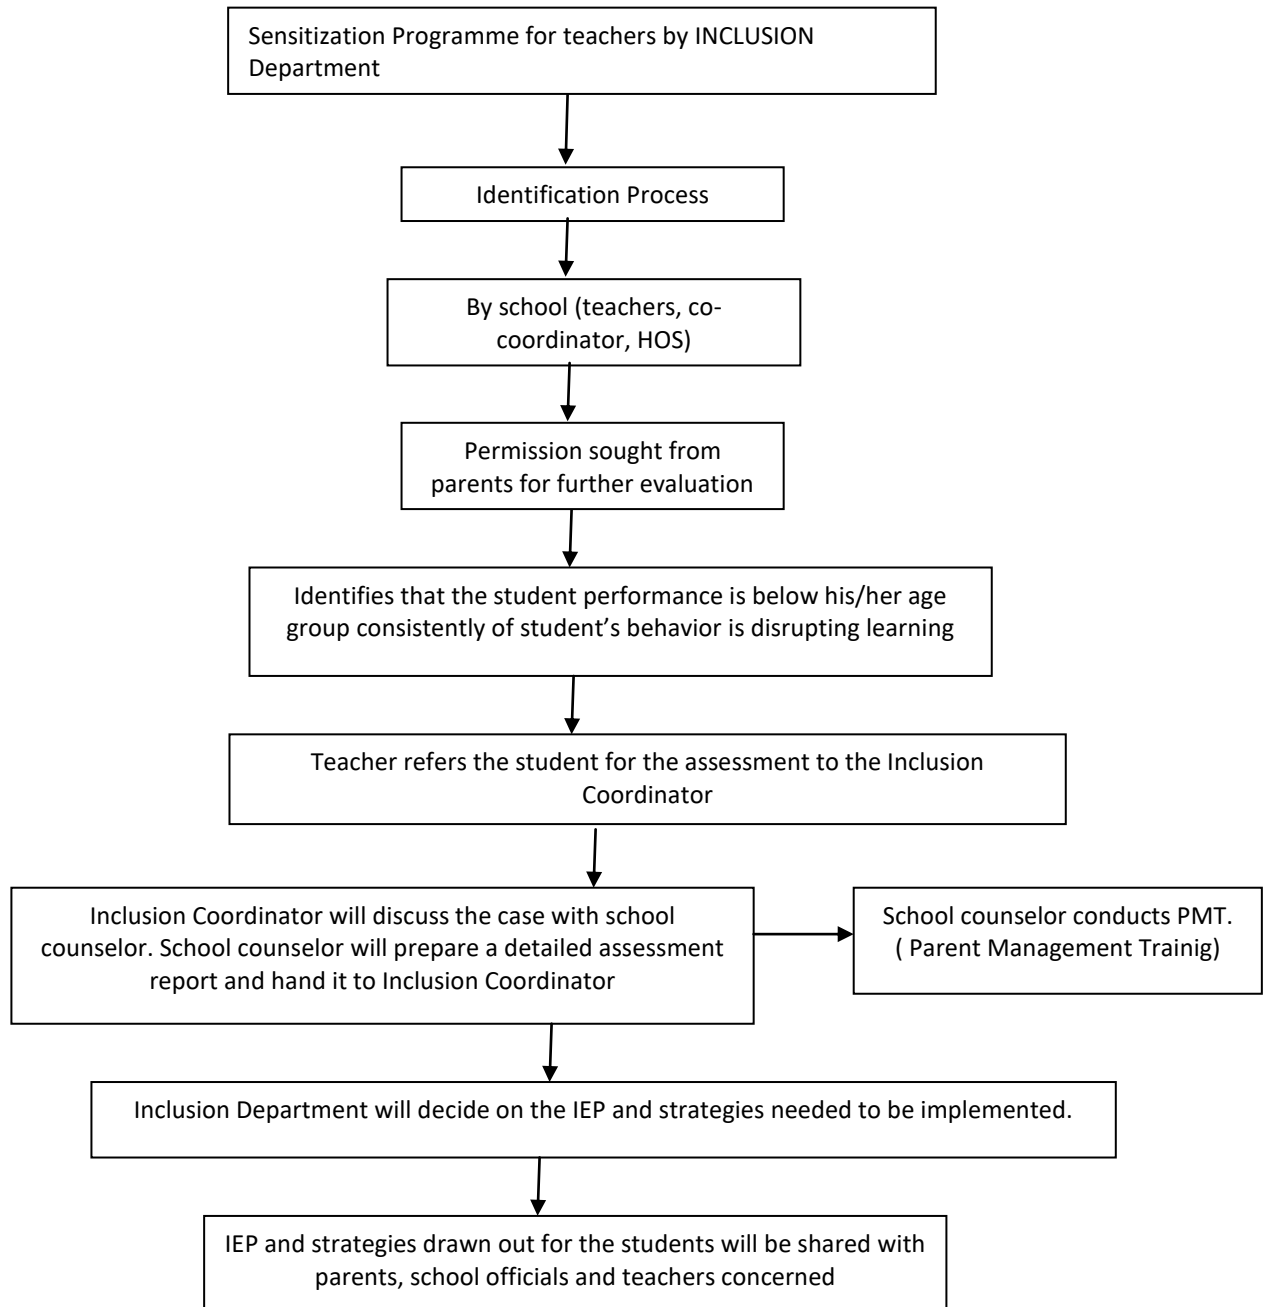 Sensitization Programme for teachers by INCLUSION
Department
Identification Process
By school (teachers, co-
coordinator, HOS)
Permission sought from
parents for further evaluation
Identifies that the student performance is below his/her age
group consistently of student’s behavior is disrupting learning
Teacher refers the student for the assessment to the Inclusion
Coordinator
Inclusion Coordinator will discuss the case with school
counselor. School counselor will prepare a detailed assessment
report and hand it to Inclusion Coordinator
School counselor conducts PMT.
( Parent Management Trainig)
Inclusion Department will decide on the IEP and strategies needed to be implemented.
IEP and strategies drawn out for the students will be shared with
parents, school officials and teachers concerned